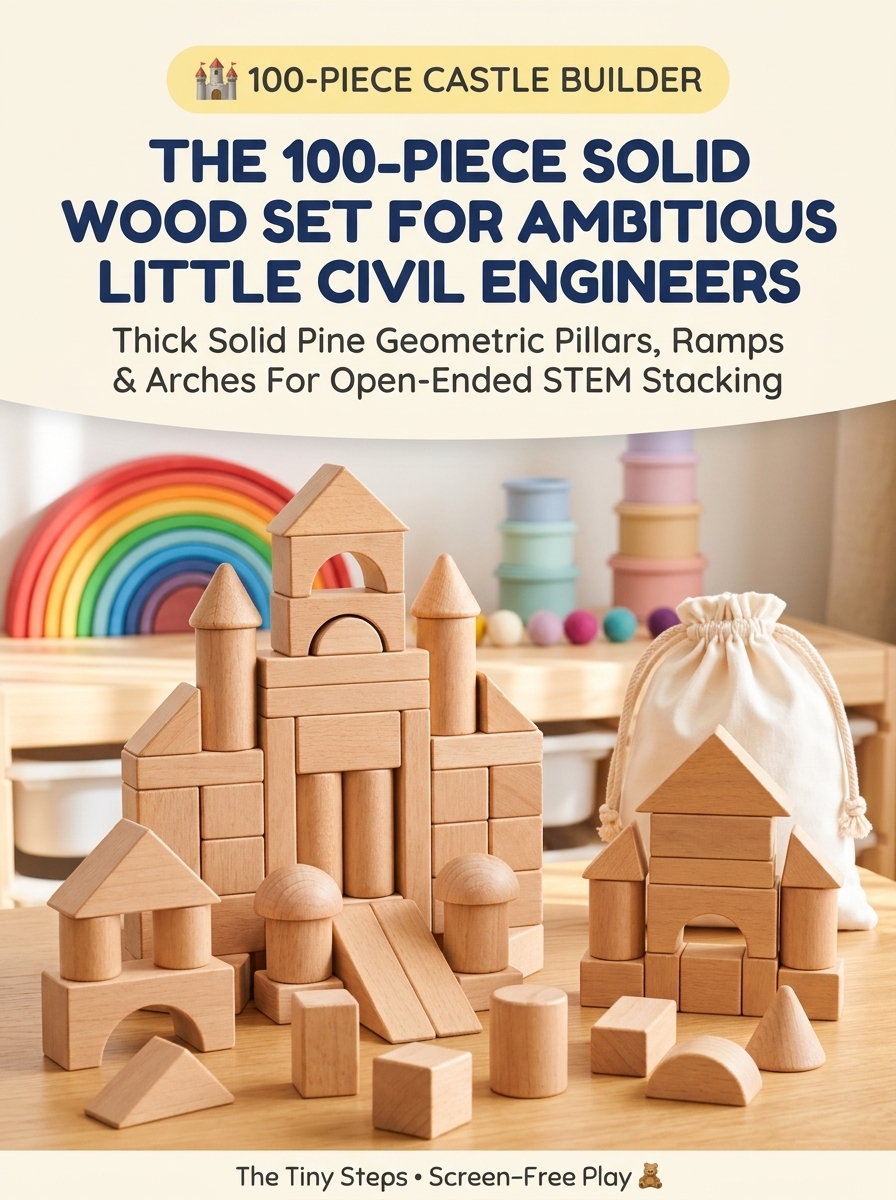 🏰 100-PIECE CASTLE BUILDER
THE 100-PIECE SOLID
WOOD SET FOR AMBITIOUS
LITTLE CIVIL ENGINEERS
Thick Solid Pine Geometric Pillars, Ramps
& Arches For Open-Ended STEM Stacking
The Tiny Steps • Screen-Free Play 🧸